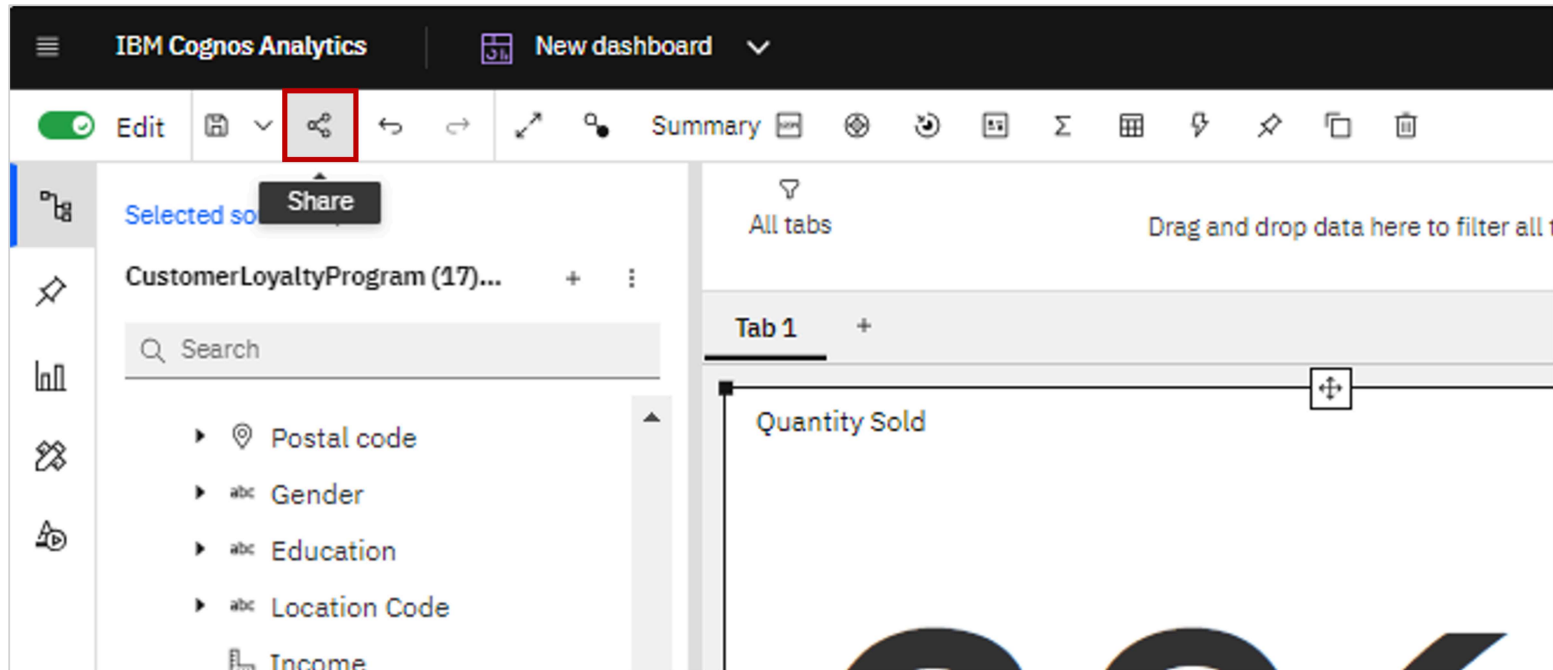 IBM Cognos Analytics
New dashboard
Edit
Summary
Share
Selected so
CustomerLoyaltyProgram (17)...
Search
Postal code
abc Gender
abc Education
abc Location Code
Income
All tabs
Drag and drop data here to filter all t
Tab 1
Quantity Sold